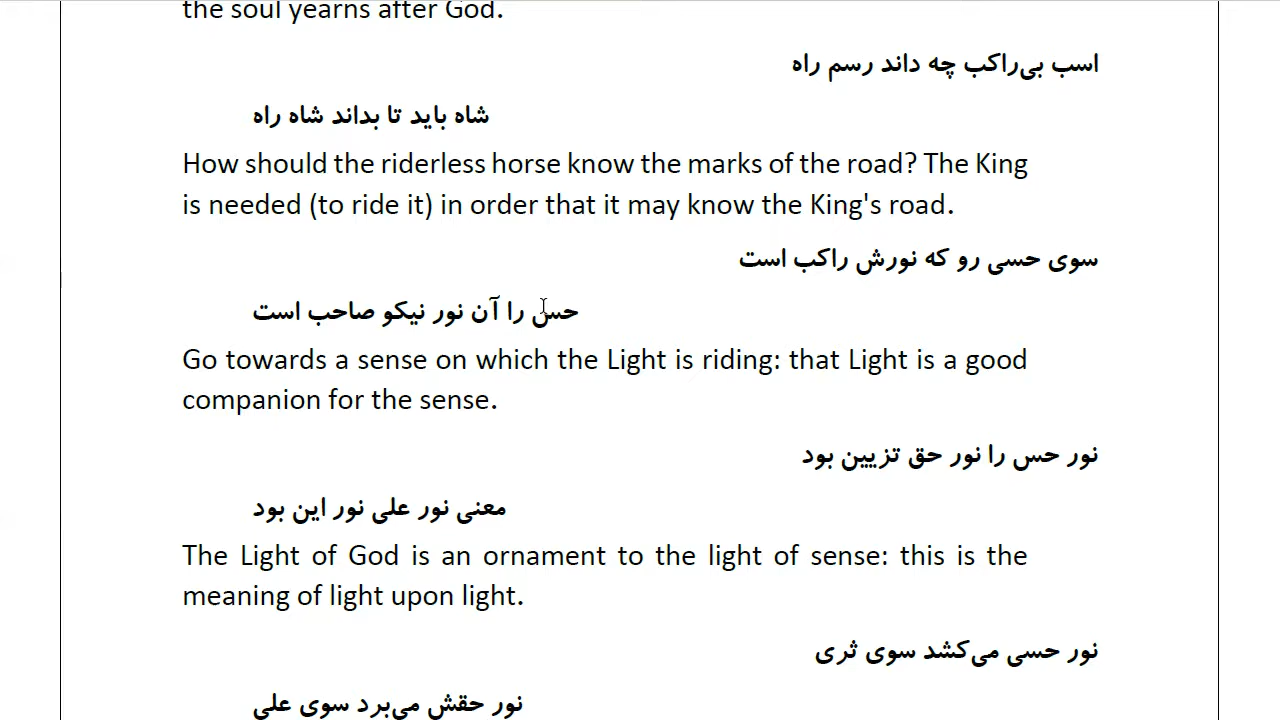 the soul yearns after God.
اسب بی‌راکب چه داند رسم راه
شاه باید تا بداند شاه راه
How should the riderless horse know the marks of the road? The King
is needed (to ride it) in order that it may know the King's road.
سوی حسی رو که نورش راکب است
حس را آن نور نیکو صاحب است
Go towards a sense on which the Light is riding: that Light is a good
companion for the sense.
نور حس را نور حق تزیین بود
معنی نور علی نور این بود
The Light of God is an ornament to the light of sense: this is the
meaning of light upon light.
نور حسی می‌کشد سوی ثری
نور حقش می‌برد سوی علی